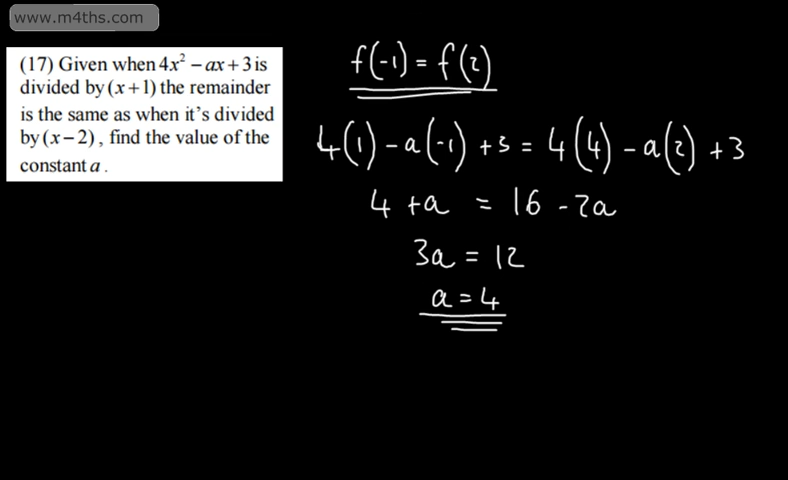 www.m4ths.com
(17) Given when 4x² − ax + 3 is
divided by (x + 1) the remainder
is the same as when it's divided
by (x − 2), find the value of the
constant a.
f(-1) = f(2)
4(1) - a(-1) + 3 = 4(4) - a(2) + 3
4 + a = 16 - 2a
3a = 12
a = 4